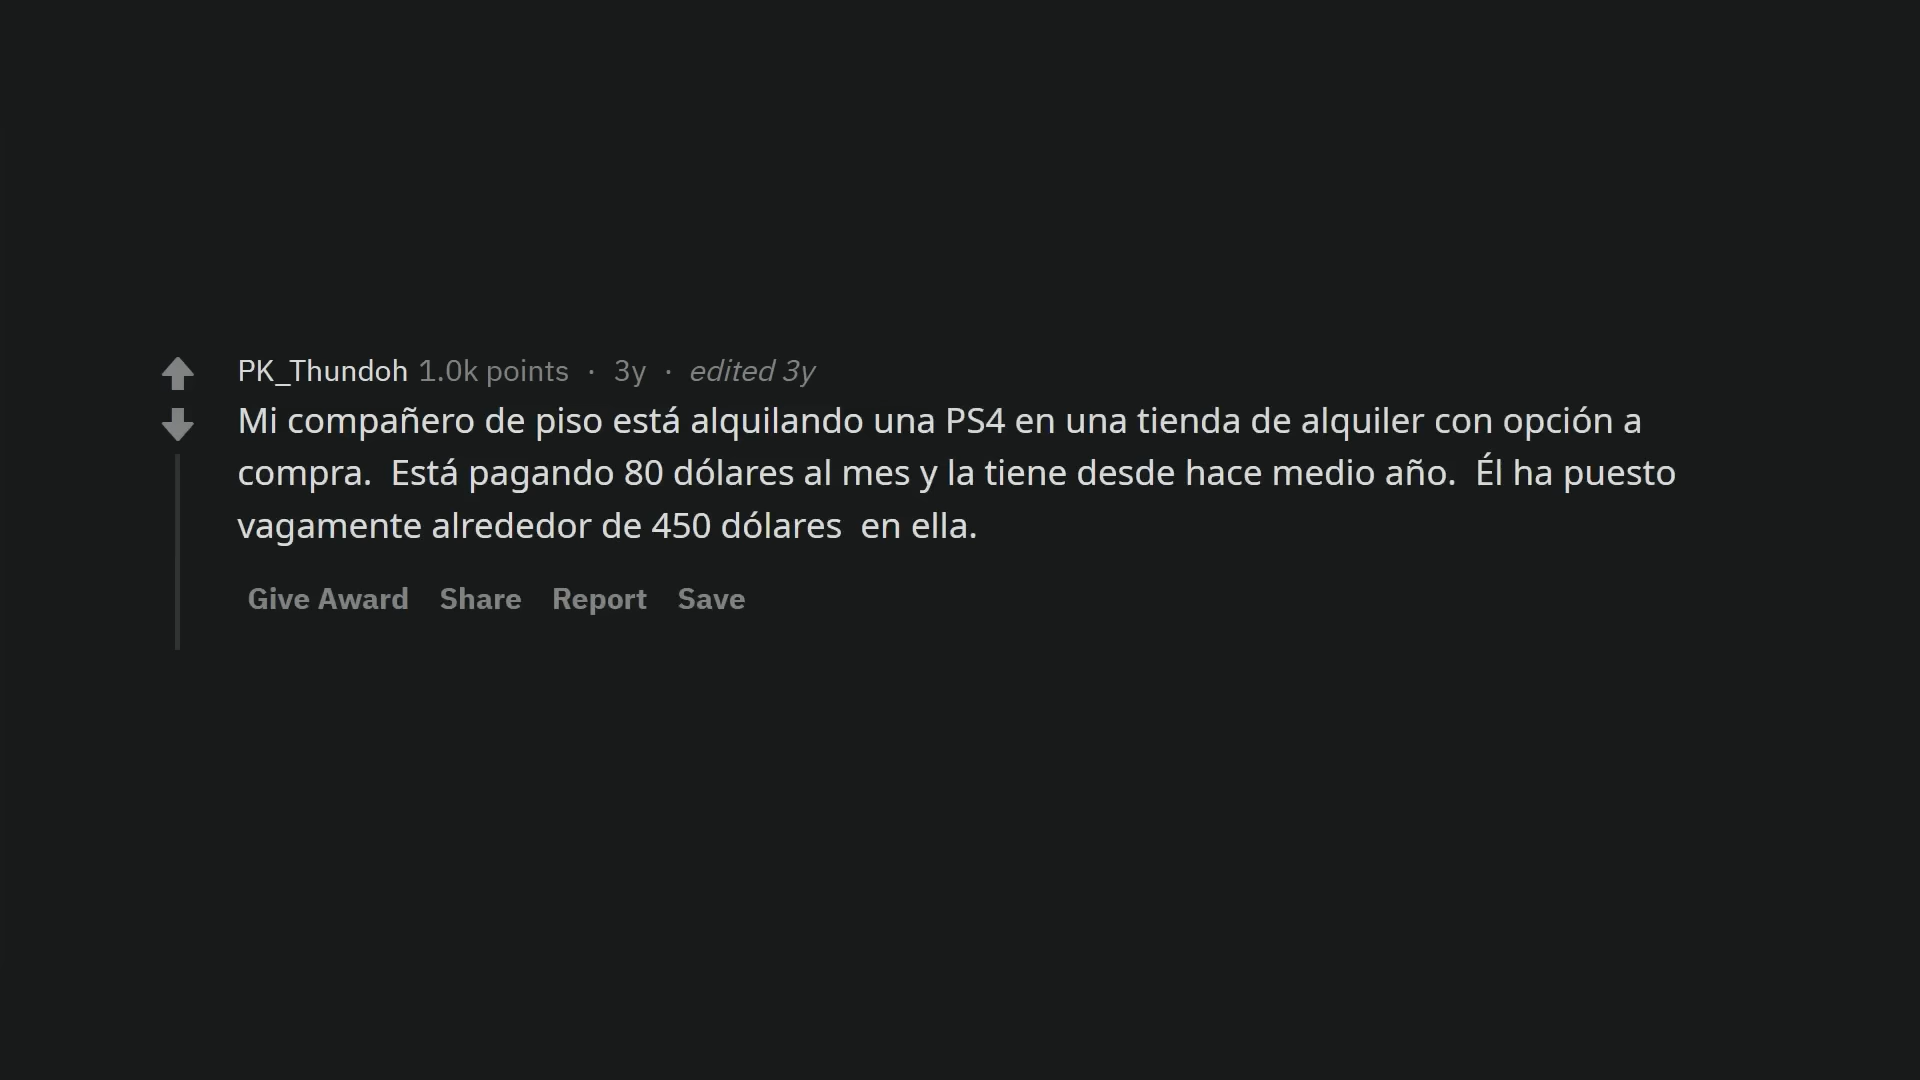 PK_Thundoh 1.0k points · 3y · edited 3y
Mi compañero de piso está alquilando una PS4 en una tienda de alquiler con opción a
compra.  Está pagando 80 dólares al mes y la tiene desde hace medio año.  Él ha puesto
vagamente alrededor de 450 dólares  en ella.
Give Award Share Report Save